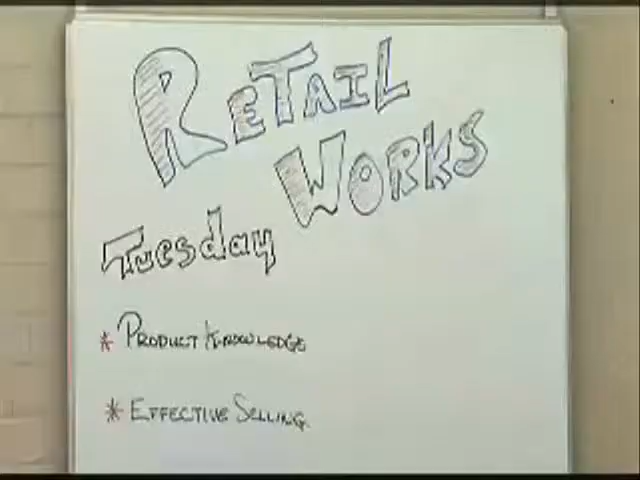 RETAIL
WORKS
Tuesday
* PRODUCT KNOWLEDGE
* EFFECTIVE SELLING